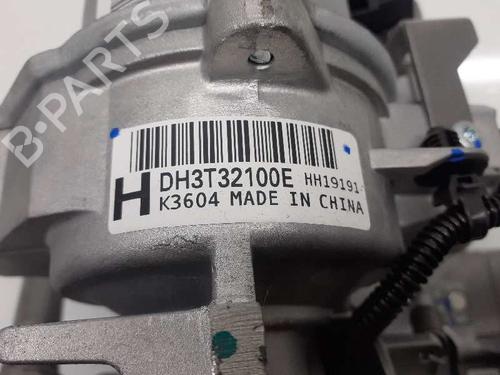 B-PARTS
H DH3T32100E HH19191
K3604 MADE IN CHINA